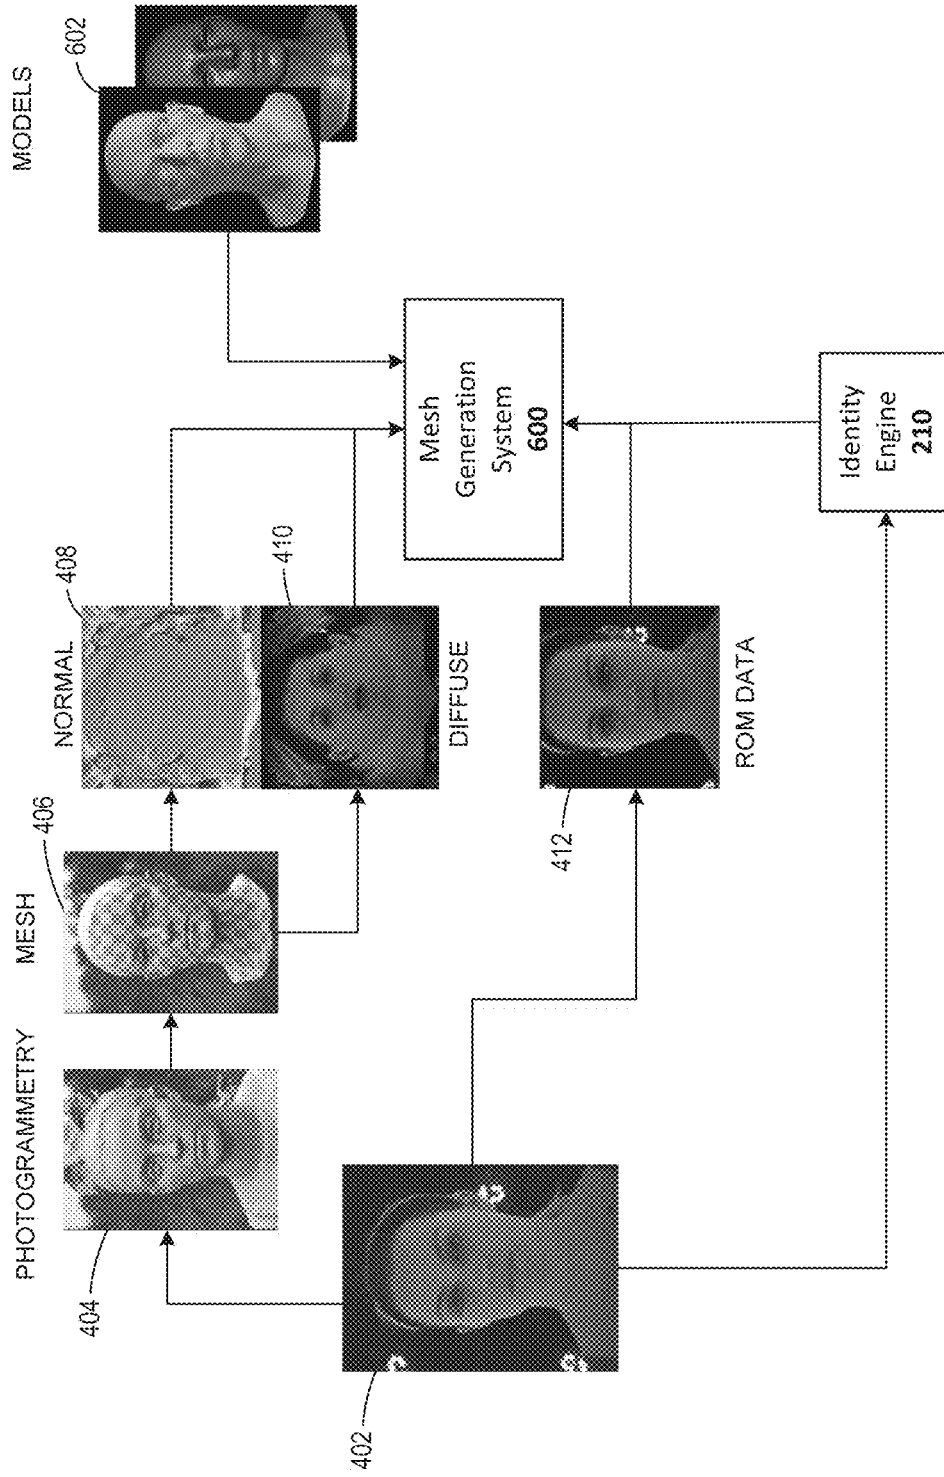 PHOTOGRAMMETRY
MESH
MODELS
404
406
NORMAL
408
602
410
DIFFUSE
402
412
ROM DATA
Mesh
Generation
System
600
Identity
Engine
210